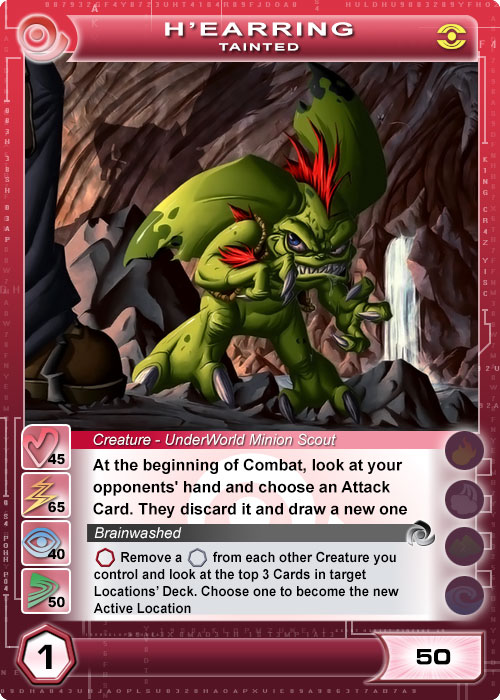 H'EARRING
TAINTED
Creature - UnderWorld Minion Scout
45
65
40
50
At the beginning of Combat, look at your
opponents' hand and choose an Attack
Card. They discard it and draw a new one
Brainwashed
Remove a from each other Creature you
control and look at the top 3 Cards in target
Locations' Deck. Choose one to become the new
Active Location
1
50